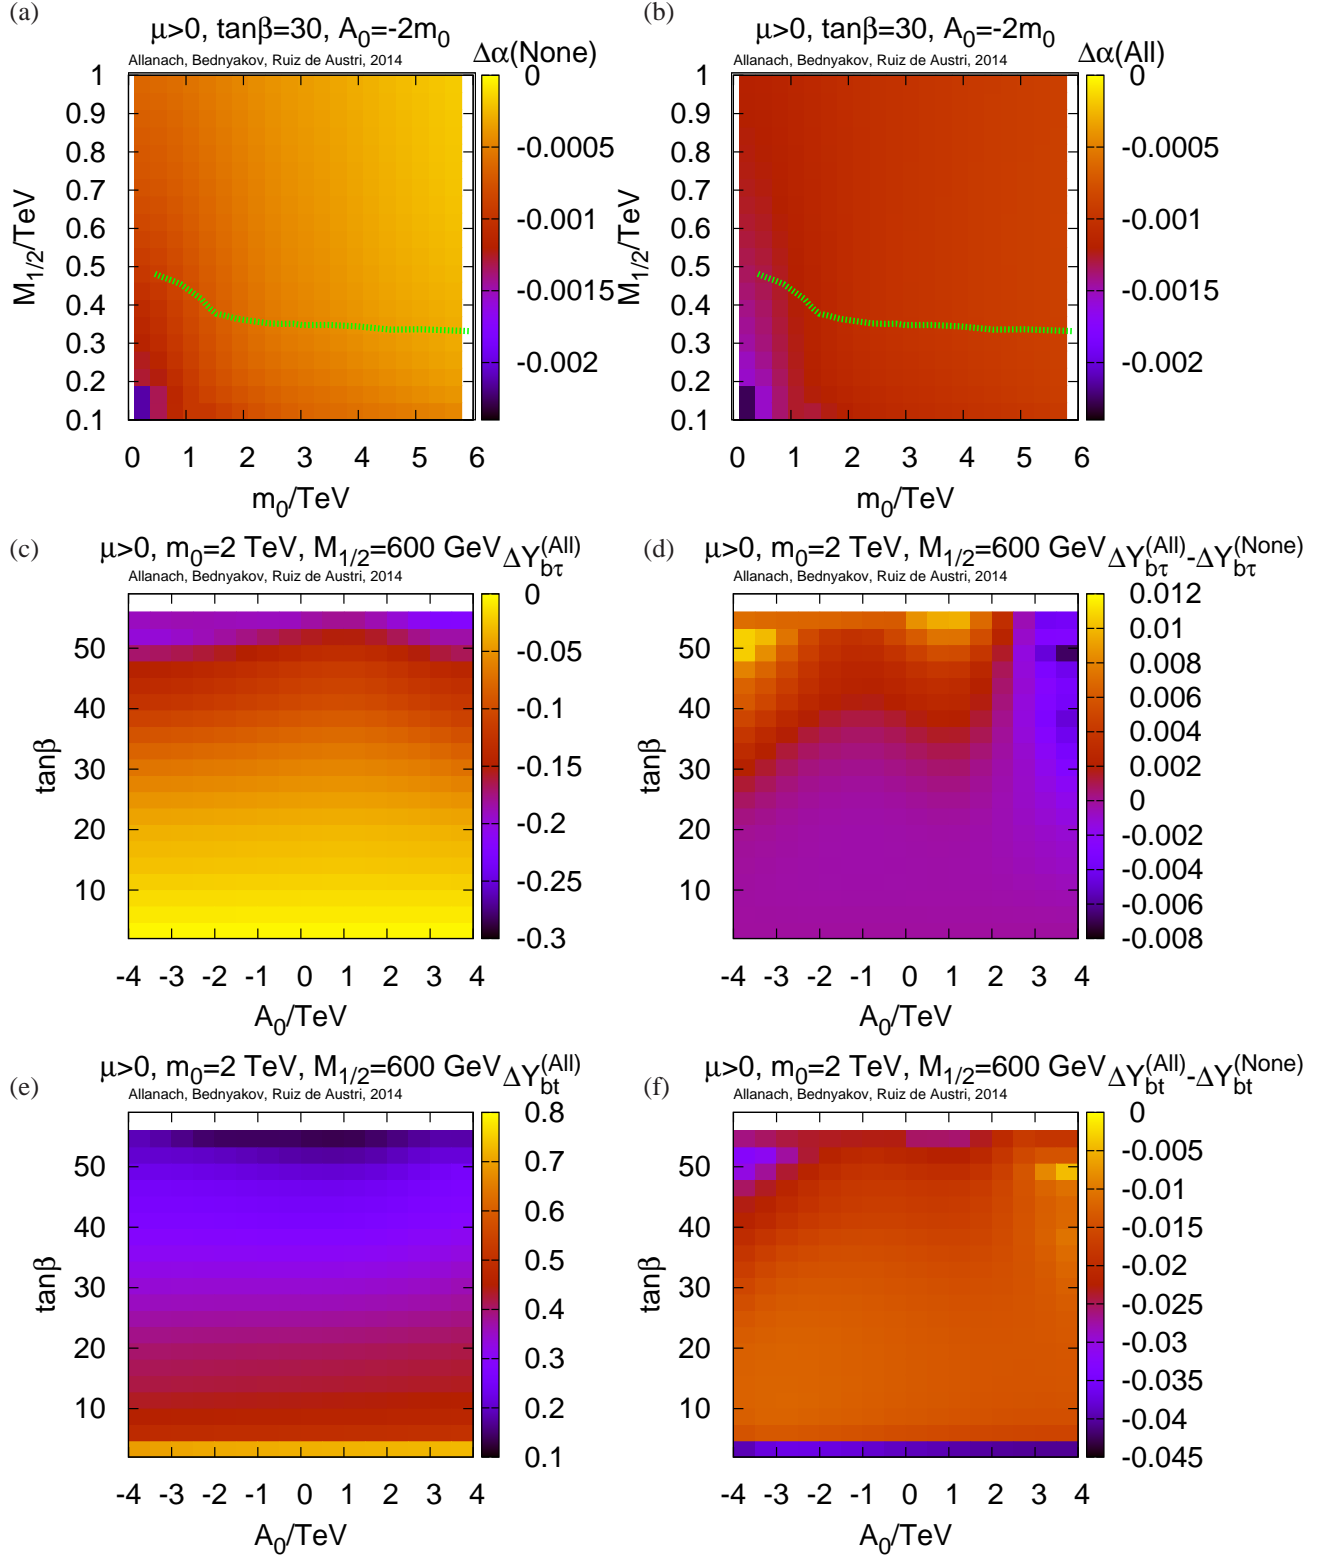 (a)
μ>0, tanβ=30, A0=-2m0
Allanach, Bednyakov, Ruiz de Austri, 2014
Δα(None)
1
0.9
0.8
0.7
0.6
0.5
0.4
0.3
0.2
0.1
M1/2/TeV
0 1 2 3 4 5 6
m0/TeV
0
-0.0005
-0.001
-0.0015
-0.002
(b)
μ>0, tanβ=30, A0=-2m0
Allanach, Bednyakov, Ruiz de Austri, 2014
Δα(All)
1
0.9
0.8
0.7
0.6
0.5
0.4
0.3
0.2
0.1
M1/2/TeV
0 1 2 3 4 5 6
m0/TeV
0
-0.0005
-0.001
-0.0015
-0.002
(c)
μ>0, m0=2 TeV, M1/2=600 GeV ΔYbτ(All)
Allanach, Bednyakov, Ruiz de Austri, 2014
50
40
30
20
10
tanβ
-4 -3 -2 -1 0 1 2 3 4
A0/TeV
0
-0.05
-0.1
-0.15
-0.2
-0.25
-0.3
(d)
μ>0, m0=2 TeV, M1/2=600 GeV ΔYbτ(All)-ΔYbτ(None)
Allanach, Bednyakov, Ruiz de Austri, 2014
50
40
30
20
10
tanβ
-4 -3 -2 -1 0 1 2 3 4
A0/TeV
0.012
0.01
0.008
0.006
0.004
0.002
0
-0.002
-0.004
-0.006
-0.008
(e)
μ>0, m0=2 TeV, M1/2=600 GeV ΔYbt(All)
Allanach, Bednyakov, Ruiz de Austri, 2014
50
40
30
20
10
tanβ
-4 -3 -2 -1 0 1 2 3 4
A0/TeV
0.8
0.7
0.6
0.5
0.4
0.3
0.2
0.1
(f)
μ>0, m0=2 TeV, M1/2=600 GeV ΔYbt(All)-ΔYbt(None)
Allanach, Bednyakov, Ruiz de Austri, 2014
50
40
30
20
10
tanβ
-4 -3 -2 -1 0 1 2 3 4
A0/TeV
0
-0.005
-0.01
-0.015
-0.02
-0.025
-0.03
-0.035
-0.04
-0.045